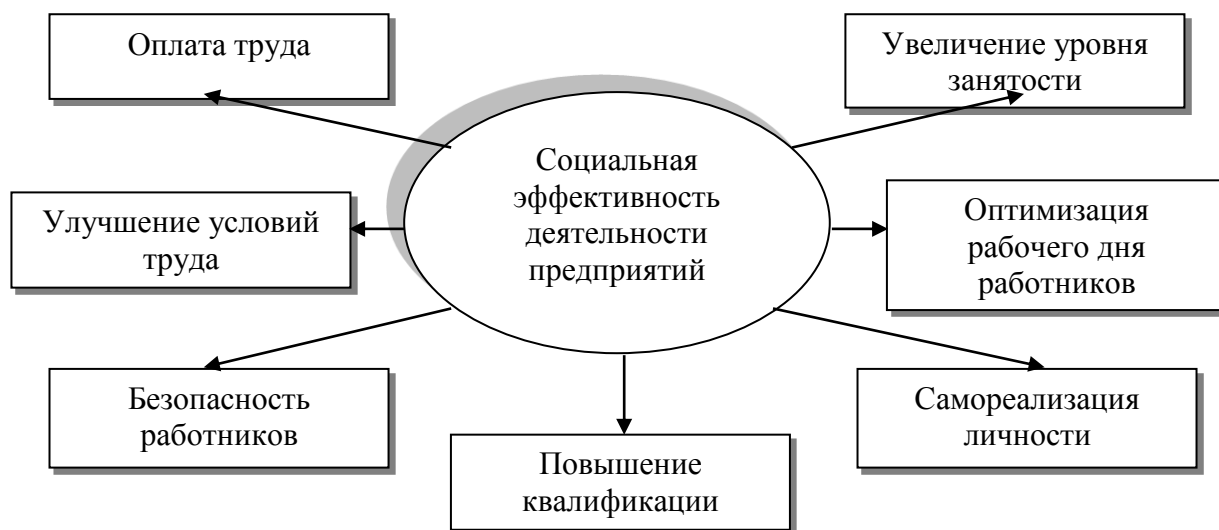 Оплата труда
Увеличение уровня
занятости
Социальная
эффективность
деятельности
предприятий
Улучшение условий
труда
Оптимизация
рабочего дня
работников
Безопасность
работников
Повышение
квалификации
Самореализация
личности